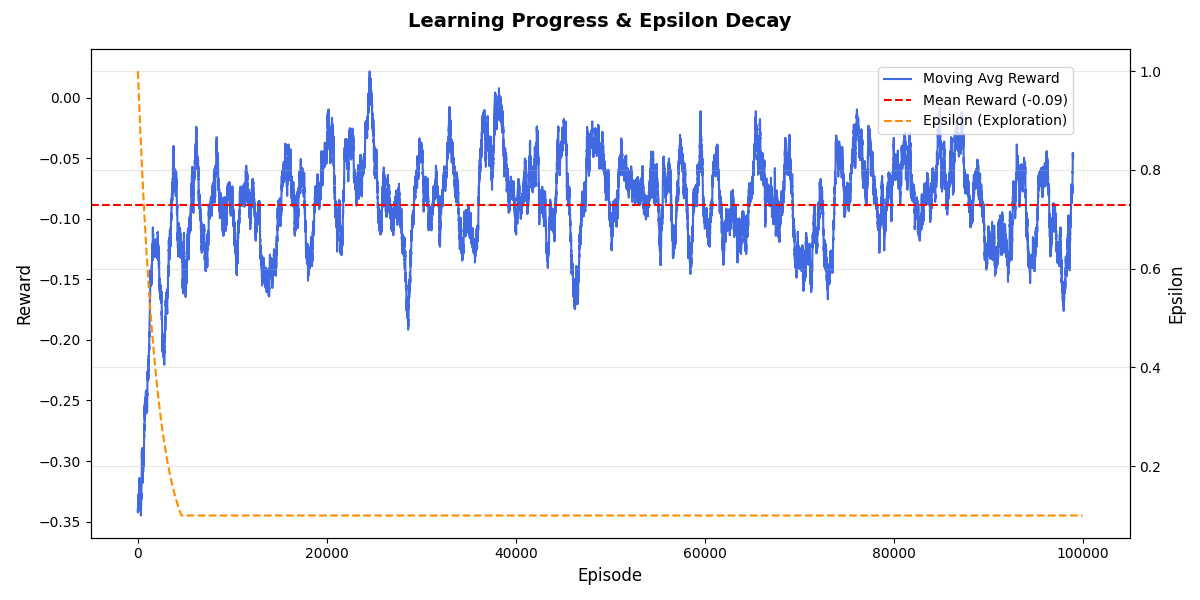 Learning Progress & Epsilon Decay
Moving Avg Reward
Mean Reward (-0.09)
Epsilon (Exploration)
0.00
−0.05
−0.10
−0.15
−0.20
−0.25
−0.30
−0.35
Reward
1.0
0.8
0.6
0.4
0.2
Epsilon
0
20000
40000
60000
80000
100000
Episode